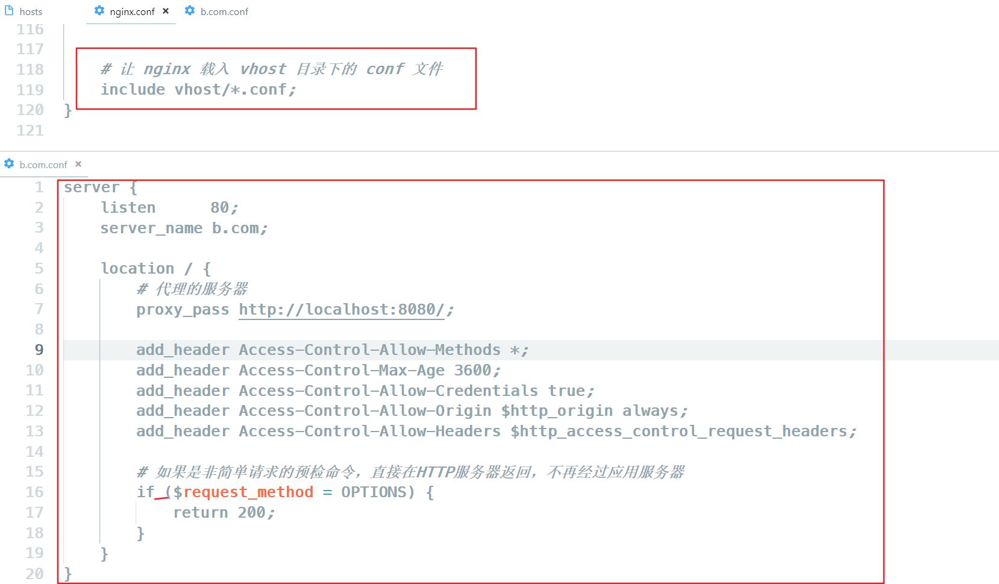 hosts
nginx.conf ×
b.com.conf
116
117
118 # 让 nginx 载入 vhost 目录下的 conf 文件
119 include vhost/*.conf;
120 }
121
b.com.conf ×
1 server {
2 listen 80;
3 server_name b.com;
4
5 location / {
6 # 代理的服务器
7 proxy_pass http://localhost:8080/;
8
9 add_header Access-Control-Allow-Methods *;
10 add_header Access-Control-Max-Age 3600;
11 add_header Access-Control-Allow-Credentials true;
12 add_header Access-Control-Allow-Origin $http_origin always;
13 add_header Access-Control-Allow-Headers $http_access_control_request_headers;
14
15 # 如果是非简单请求的预检命令，直接在HTTP服务器返回，不再经过应用服务器
16 if ($request_method = OPTIONS) {
17 return 200;
18 }
19 }
20 }